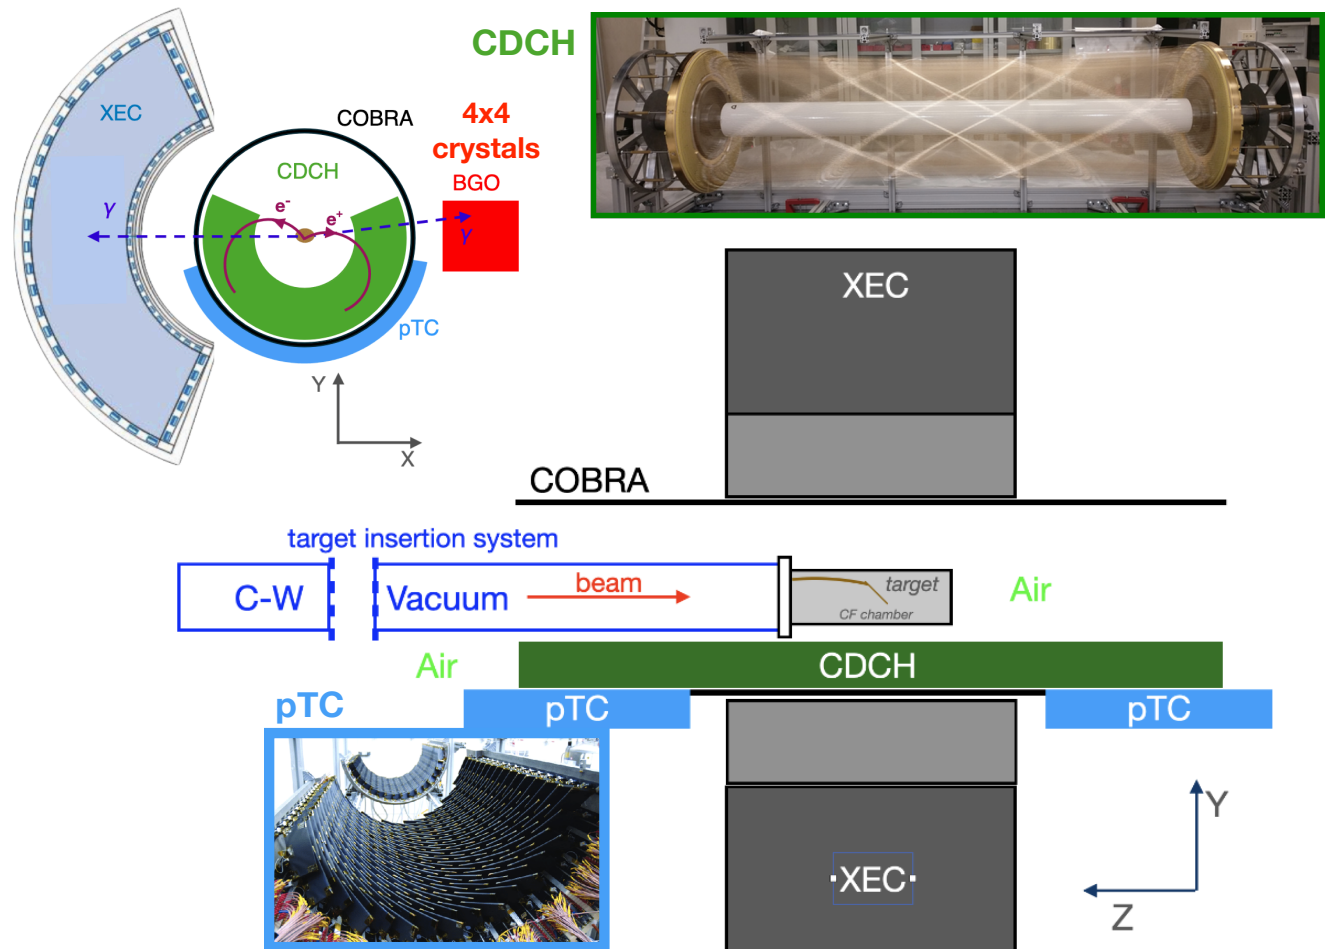 CDCH
XEC
COBRA
4x4
crystals
BGO
CDCH
e-
e+
γ
γ
pTC
Y
X
XEC
COBRA
target insertion system
C-W
Vacuum
beam
target
CF chamber
Air
Air
CDCH
pTC
pTC
pTC
XEC
Y
Z